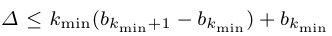 Δ ≤ k_min(b_{k_min+1} − b_{k_min}) + b_{k_min}